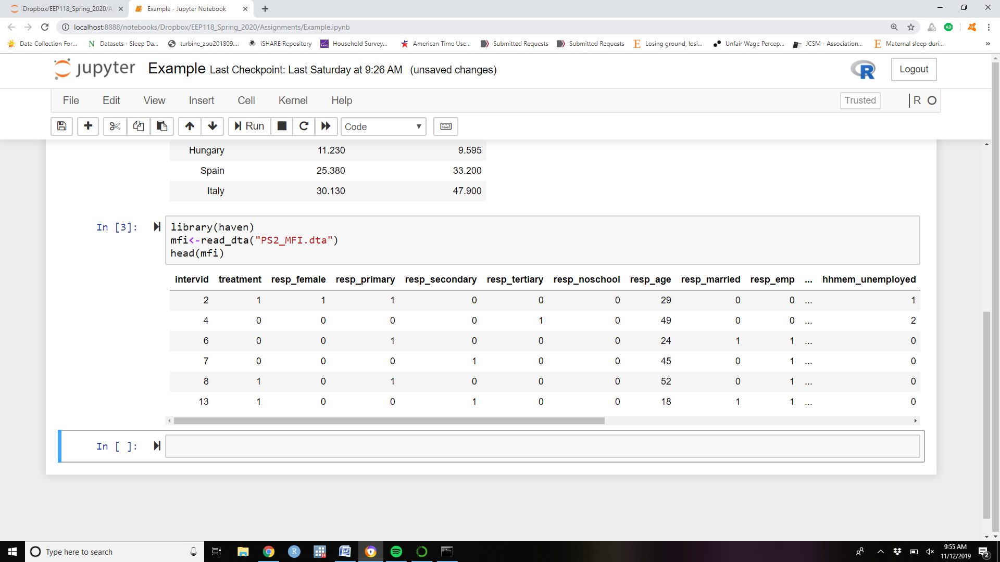 Dropbox/EEP118_Spring_2020/A
Example - Jupyter Notebook
localhost:8888/notebooks/Dropbox/EEP118_Spring_2020/Assignments/Example.ipynb
AD
Data Collection For...
N Datasets - Sleep Da...
turbine_zou201809....
iSHARE Repository
RAND Household Survey...
American Time Use...
Submitted Requests
Submitted Requests
E Losing ground, losi...
Unfair Wage Percep...
JCSM - Association...
E Maternal sleep duri...
»
jupyter Example Last Checkpoint: Last Saturday at 9:26 AM (unsaved changes)
R
Logout
File Edit View Insert Cell Kernel Help
Trusted
R
Run
Code
Hungary 11.230 9.595
Spain 25.380 33.200
Italy 30.130 47.900
In [3]:
library(haven)
mfi<-read_dta("PS2_MFI.dta")
head(mfi)
intervid treatment resp_female resp_primary resp_secondary resp_tertiary resp_noschool resp_age resp_married resp_emp ... hhmem_unemployed
2 1 1 1 0 0 0 29 0 0 ... 1
4 0 0 0 0 1 0 49 0 0 ... 2
6 0 0 1 0 0 0 24 1 1 ... 0
7 0 0 0 1 0 0 45 0 1 ... 0
8 1 0 1 0 0 0 52 0 1 ... 0
13 1 0 0 1 0 0 18 1 1 ... 0
In [ ]:
Type here to search
R
14
9:55 AM
11/12/2019
2